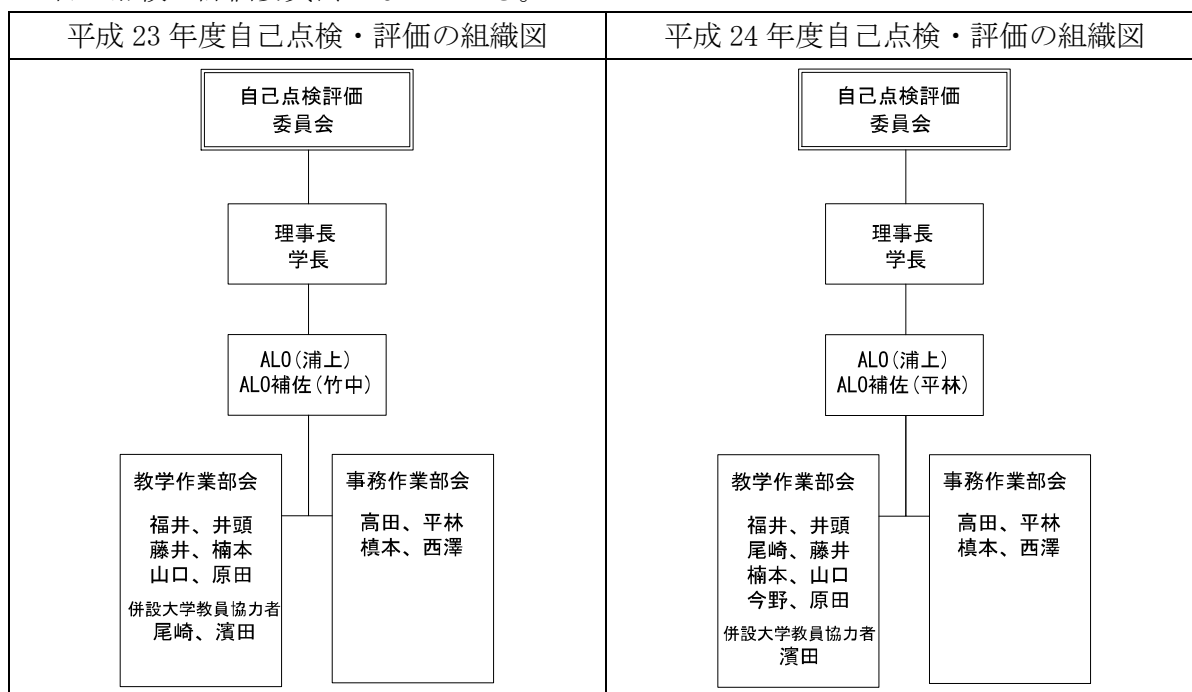 平成 23 年度自己点検・評価の組織図
自己点検評価
委員会
理事長
学長
ALO(浦上)
ALO補佐(竹中)
教学作業部会
福井、井頭
藤井、楠本
山口、原田
併設大学教員協力者
尾崎、濱田
事務作業部会
高田、平林
槙本、西澤
平成 24 年度自己点検・評価の組織図
自己点検評価
委員会
理事長
学長
ALO(浦上)
ALO補佐(平林)
教学作業部会
福井、井頭
尾崎、藤井
楠本、山口
今野、原田
併設大学教員協力者
濱田
事務作業部会
高田、平林
槙本、西澤